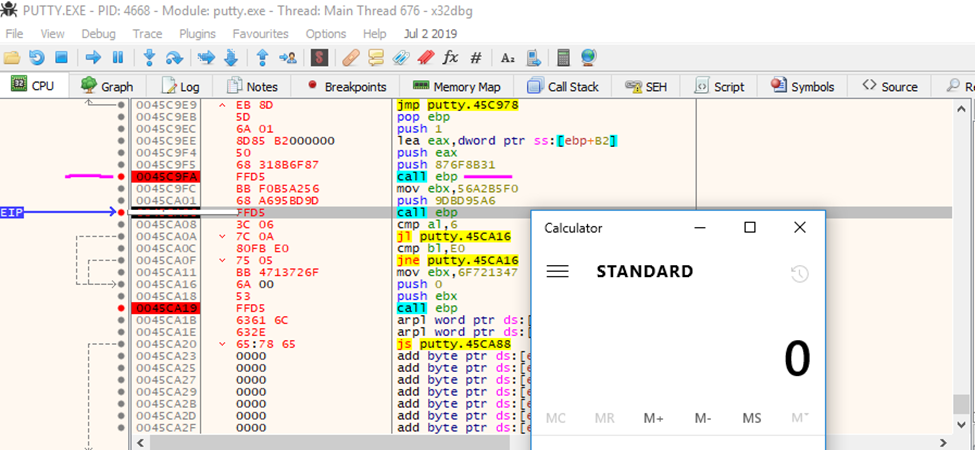 PUTTY.EXE - PID: 4668 - Module: putty.exe - Thread: Main Thread 676 - x32dbg
File View Debug Trace Plugins Favourites Options Help Jul 2 2019
CPU Graph Log Notes Breakpoints Memory Map Call Stack SEH Script Symbols Source
0045C9E9 EB 8D jmp putty.45C978
0045C9EB 5D pop ebp
0045C9EC 6A 01 push 1
0045C9EE 8D85 B2000000 lea eax,dword ptr ss:[ebp+B2]
0045C9F4 50 push eax
0045C9F5 68 318B6F87 push 876F8B31
0045C9FA FFD5 call ebp
0045C9FC BB F0B5A256 mov ebx,56A2B5F0
0045CA01 68 A695BD9D push 9DBD95A6
EIP FFD5 call ebp
0045CA08 3C 06 cmp al,6
0045CA0A 7C 0A jl putty.45CA16
0045CA0C 80FB E0 cmp bl,E0
0045CA0F 75 05 jne putty.45CA16
0045CA11 BB 4713726F mov ebx,6F721347
0045CA16 6A 00 push 0
0045CA18 53 push ebx
0045CA19 FFD5 call ebp
0045CA1B 6361 6C arpl word ptr ds:[
0045CA1E 632E arpl word ptr ds:[
0045CA20 65:78 65 js putty.45CA88
0045CA23 0000 add byte ptr ds:[
0045CA25 0000 add byte ptr ds:[
0045CA27 0000 add byte ptr ds:[
0045CA29 0000 add byte ptr ds:[
0045CA2B 0000 add byte ptr ds:[
0045CA2D 0000 add byte ptr ds:[
0045CA2F 0000 add byte ptr ds:[
Calculator
STANDARD
0
MC MR M+ M- MS M˅